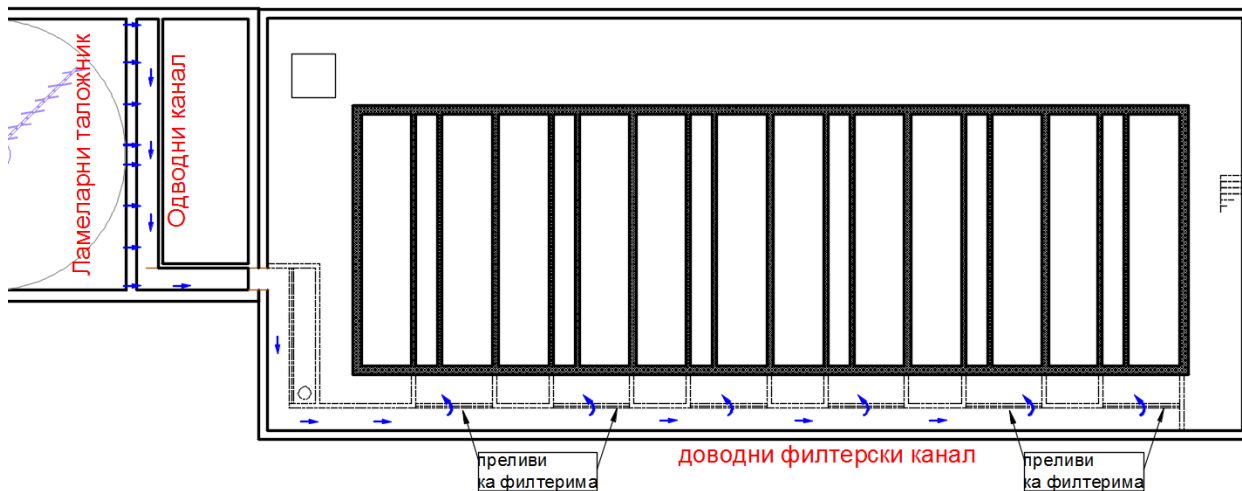 Ламеларни таложник
Одводни канал
доводни филтерски канал
преливи
ка филтерима
преливи
ка филтерима